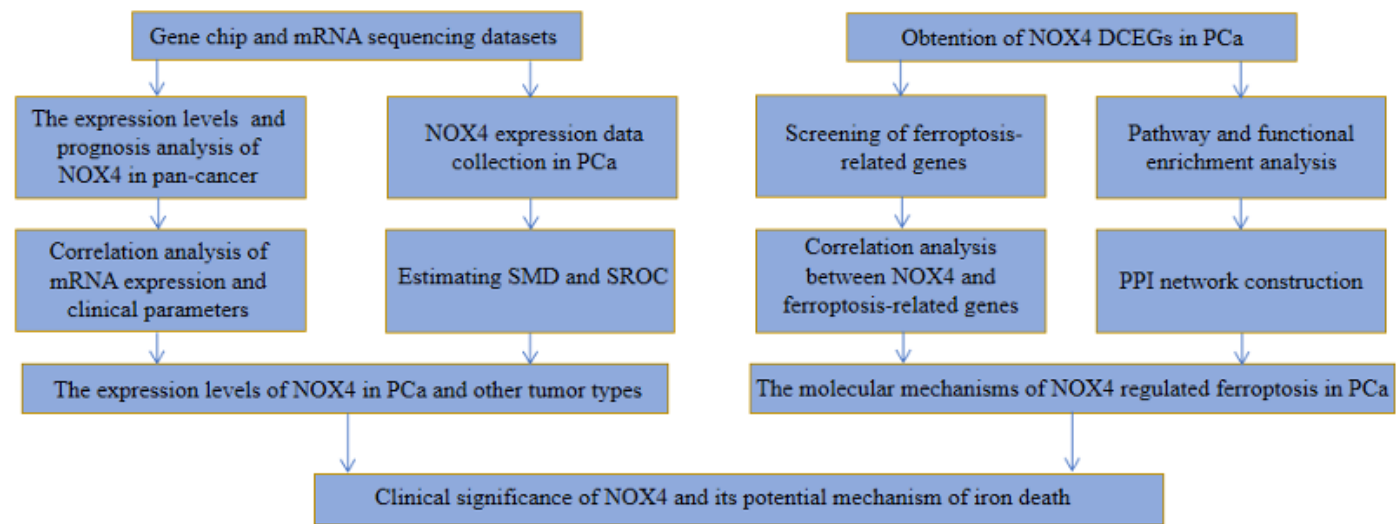 Gene chip and mRNA sequencing datasets
The expression levels and
prognosis analysis of
NOX4 in pan-cancer
NOX4 expression data
collection in PCa
Correlation analysis of
mRNA expression and
clinical parameters
Estimating SMD and SROC
The expression levels of NOX4 in PCa and other tumor types
Obtention of NOX4 DCEGs in PCa
Screening of ferroptosis-
related genes
Pathway and functional
enrichment analysis
Correlation analysis
between NOX4 and
ferroptosis-related genes
PPI network construction
The molecular mechanisms of NOX4 regulated ferroptosis in PCa
Clinical significance of NOX4 and its potential mechanism of iron death